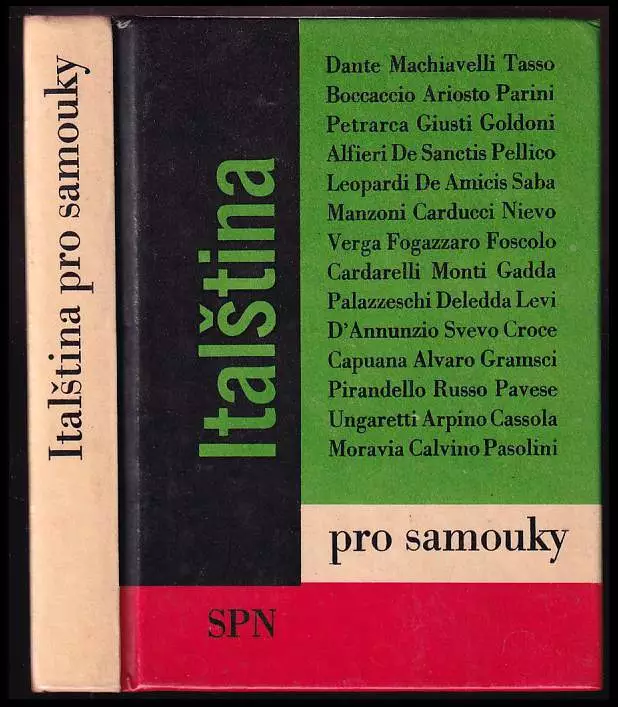 Italština pro samouky
Italština
Dante Machiavelli Tasso
Boccaccio Ariosto Parini
Petrarca Giusti Goldoni
Alfieri De Sanctis Pellico
Leopardi De Amicis Saba
Manzoni Carducci Nievo
Verga Fogazzaro Foscolo
Cardarelli Monti Gadda
Palazzeschi Deledda Levi
D'Annunzio Svevo Croce
Capuana Alvaro Gramsci
Pirandello Russo Pavese
Ungaretti Arpino Cassola
Moravia Calvino Pasolini
pro samouky
SPN